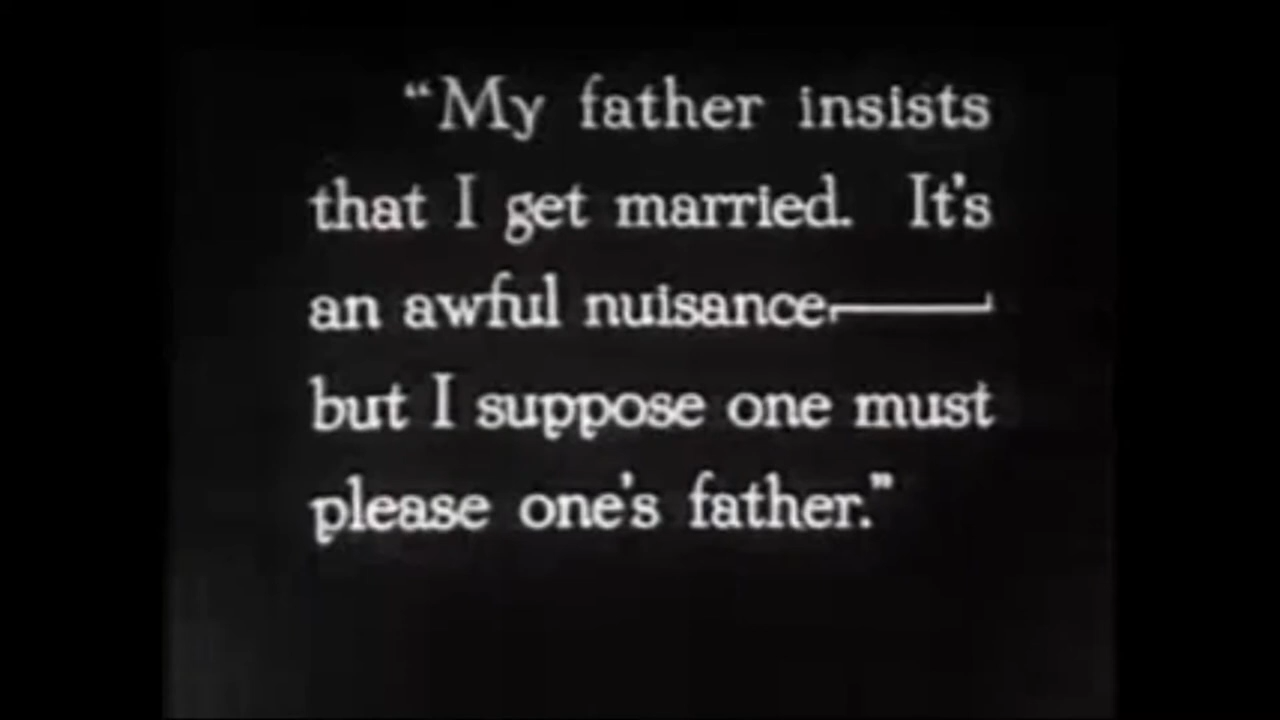 “My father insists
that I get married. It's
an awful nuisance——
but I suppose one must
please one's father.”